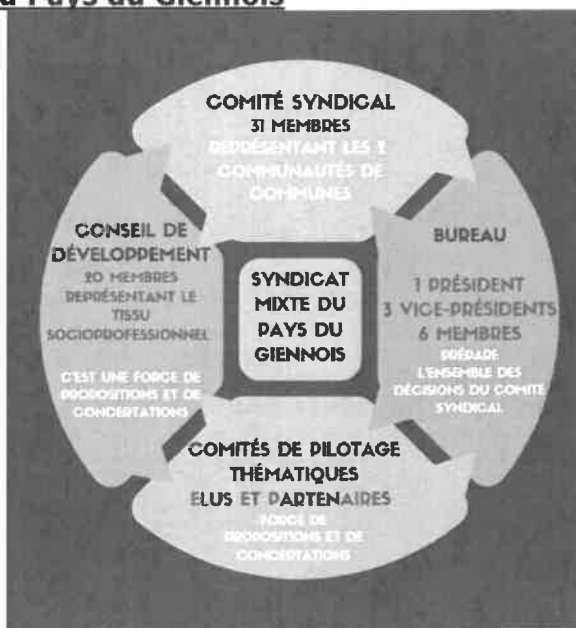 du Pays du Giennois
COMITÉ SYNDICAL
31 MEMBRES
REPRÉSENTANT LES
COMMUNAUTÉS DE
COMMUNES
CONSEIL DE
DÉVELOPPEMENT
20 MEMBRES
REPRÉSENTANT LE
TISSU
SOCIOPROFESSIONNEL
C'EST UNE FORCE DE
PROPOSITIONS ET DE
CONCERTATIONS
SYNDICAT
MIXTE DU
PAYS DU
GIENNOIS
BUREAU
1 PRÉSIDENT
3 VICE-PRÉSIDENTS
6 MEMBRES
PRÉPARE
L'ENSEMBLE DES
DÉCISIONS DU COMITÉ
SYNDICAL
COMITÉS DE PILOTAGE
THÉMATIQUES
ELUS ET PARTENAIRES
FORCE DE
PROPOSITIONS ET DE
CONCERTATIONS